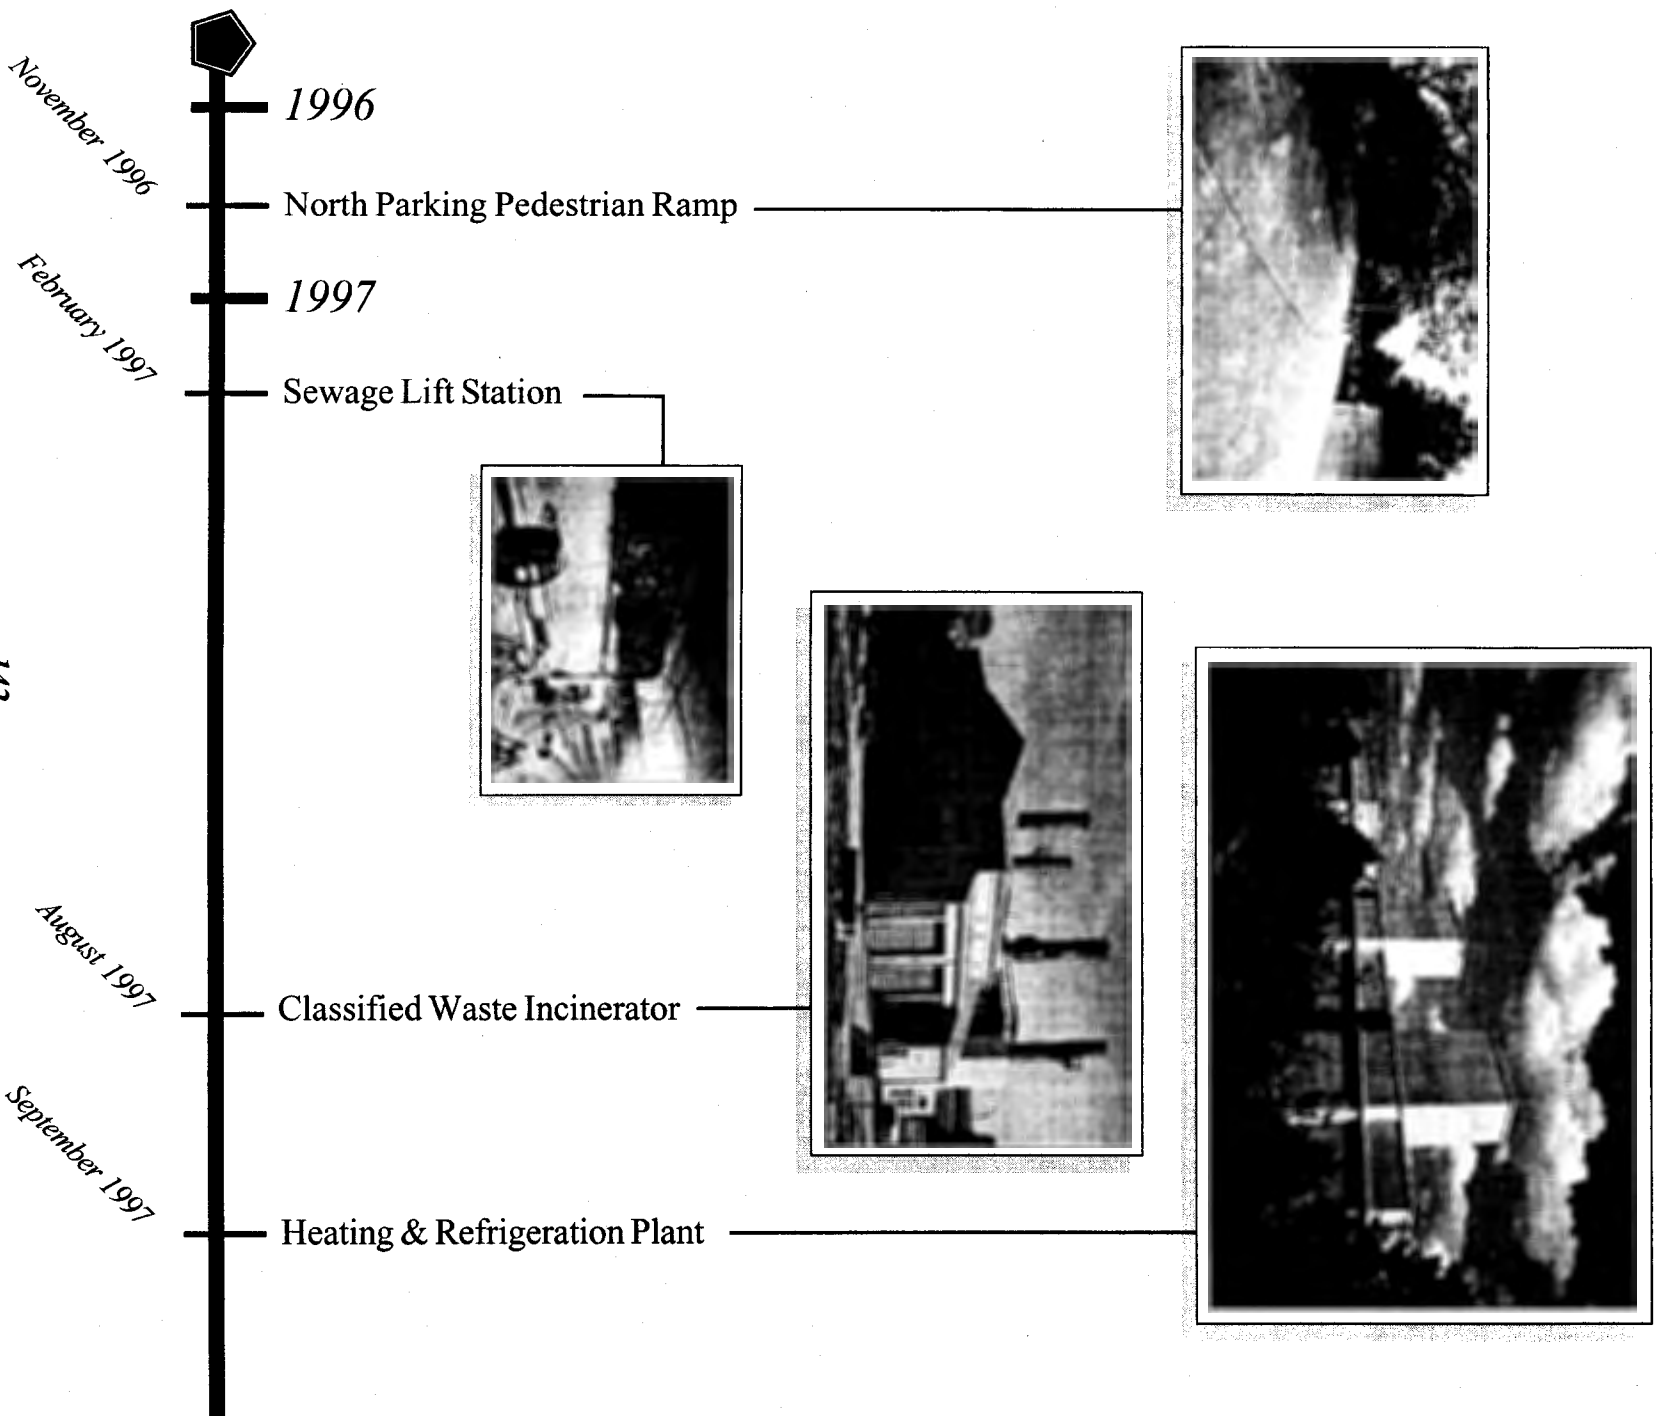 1996
November 1996
North Parking Pedestrian Ramp
1997
February 1997
Sewage Lift Station
August 1997
Classified Waste Incinerator
September 1997
Heating & Refrigeration Plant